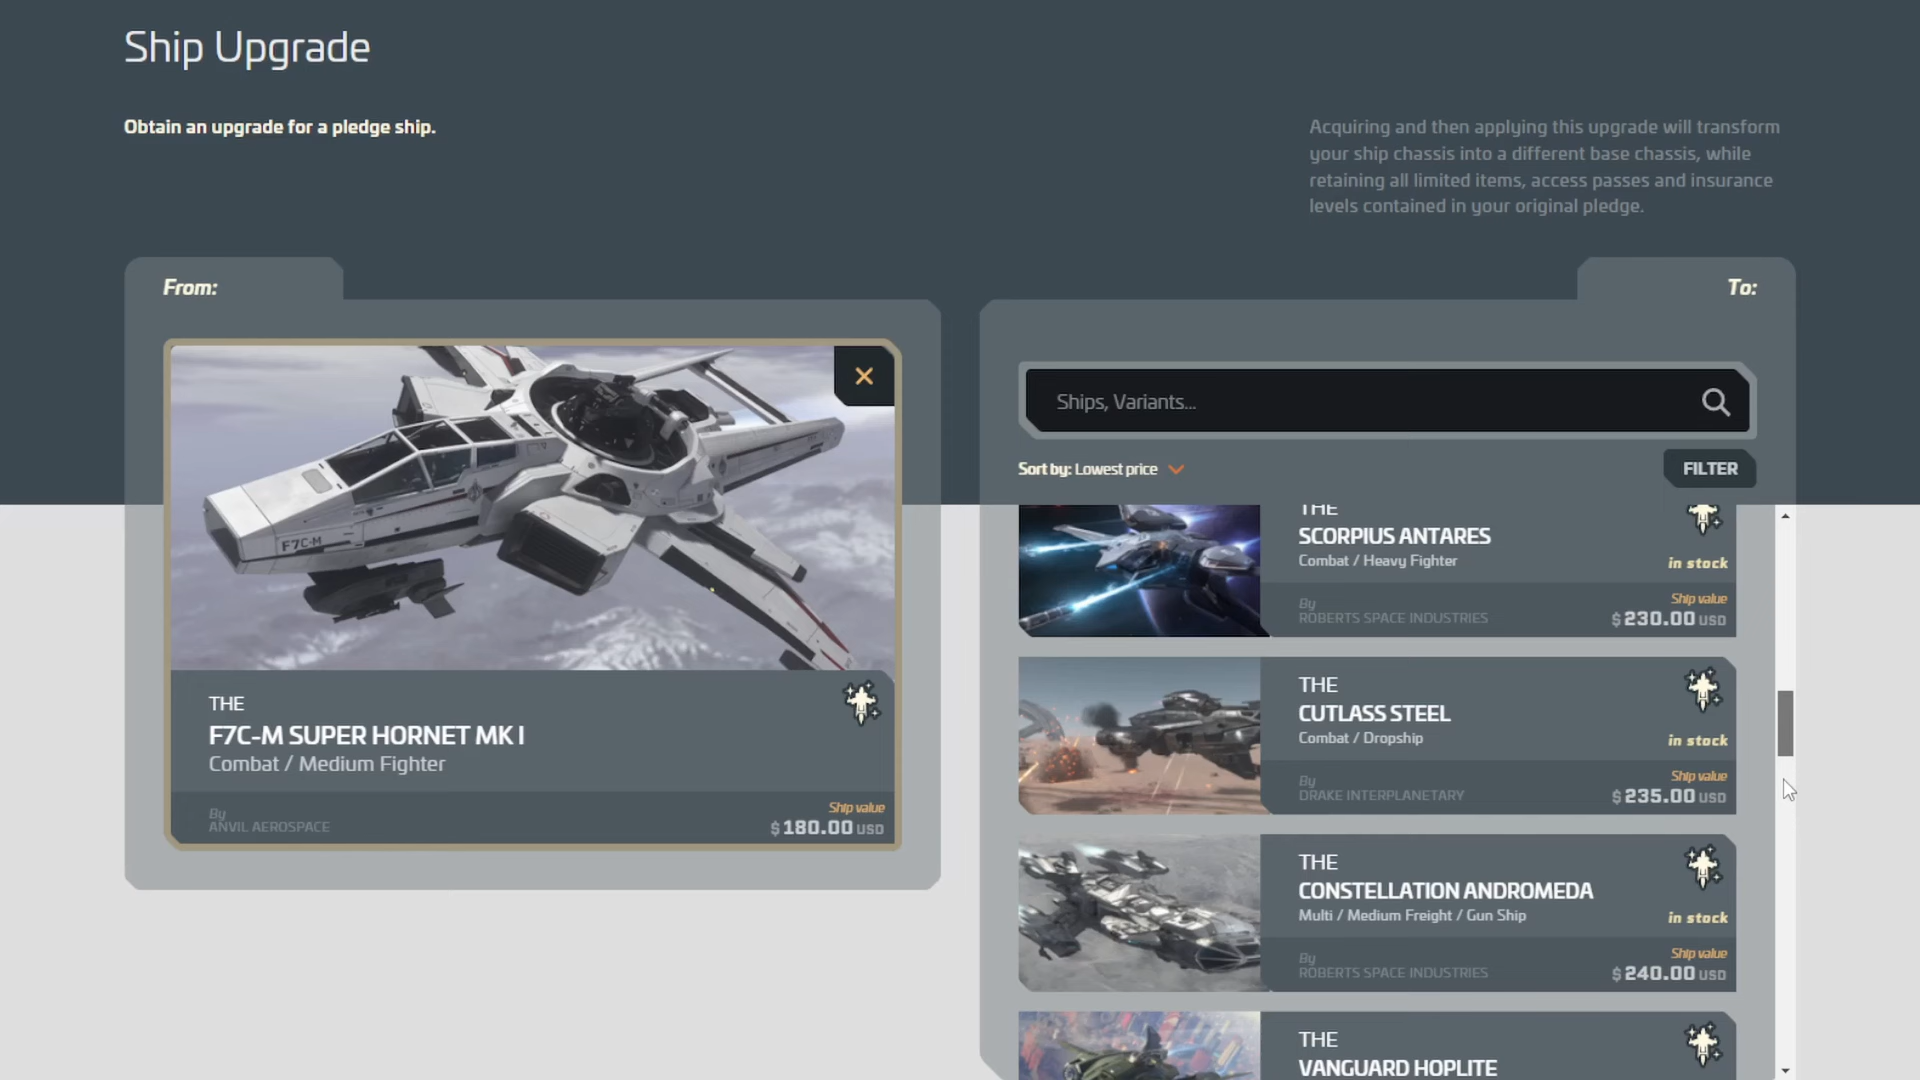 Ship Upgrade
Obtain an upgrade for a pledge ship.
Acquiring and then applying this upgrade will transform
your ship chassis into a different base chassis, while
retaining all limited items, access passes and insurance
levels contained in your original pledge.
From:
F7C-M
THE
F7C-M SUPER HORNET MK I
Combat / Medium Fighter
By
ANVIL AEROSPACE
Ship value
$ 180.00 USD
To:
Ships, Variants...
Sort by: Lowest price
FILTER
THE
SCORPIUS ANTARES
Combat / Heavy Fighter
in stock
By
ROBERTS SPACE INDUSTRIES
Ship value
$ 230.00 USD
THE
CUTLASS STEEL
Combat / Dropship
in stock
By
DRAKE INTERPLANETARY
Ship value
$ 235.00 USD
THE
CONSTELLATION ANDROMEDA
Multi / Medium Freight / Gun Ship
in stock
By
ROBERTS SPACE INDUSTRIES
Ship value
$ 240.00 USD
THE
VANGUARD HOPLITE